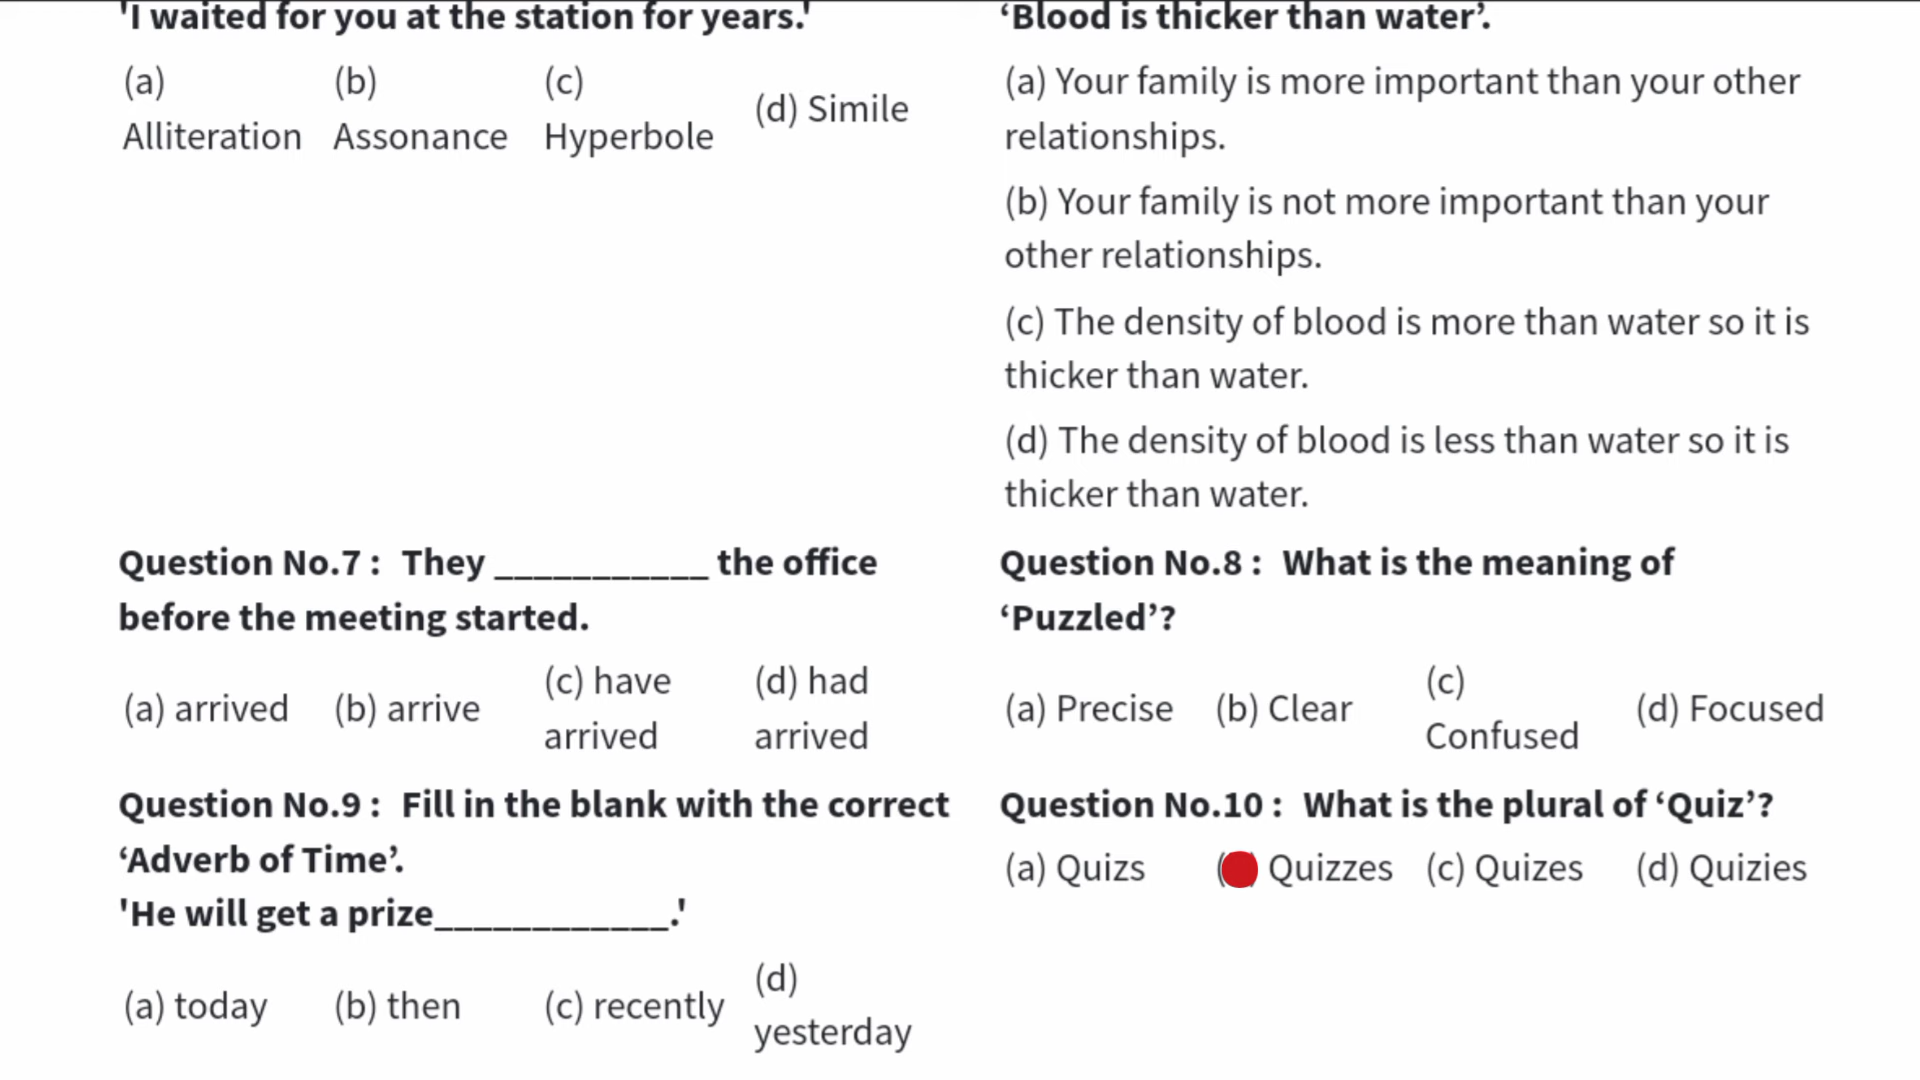 'I waited for you at the station for years.'
(a) Alliteration (b) Assonance (c) Hyperbole (d) Simile
‘Blood is thicker than water’.
(a) Your family is more important than your other
relationships.
(b) Your family is not more important than your
other relationships.
(c) The density of blood is more than water so it is
thicker than water.
(d) The density of blood is less than water so it is
thicker than water.
Question No.7 : They ___________ the office
before the meeting started.
(a) arrived (b) arrive (c) have arrived (d) had arrived
Question No.8 : What is the meaning of
‘Puzzled’?
(a) Precise (b) Clear (c) Confused (d) Focused
Question No.9 : Fill in the blank with the correct
‘Adverb of Time’.
'He will get a prize____________.'
(a) today (b) then (c) recently (d) yesterday
Question No.10 : What is the plural of ‘Quiz’?
(a) Quizs ( Quizzes (c) Quizes (d) Quizies